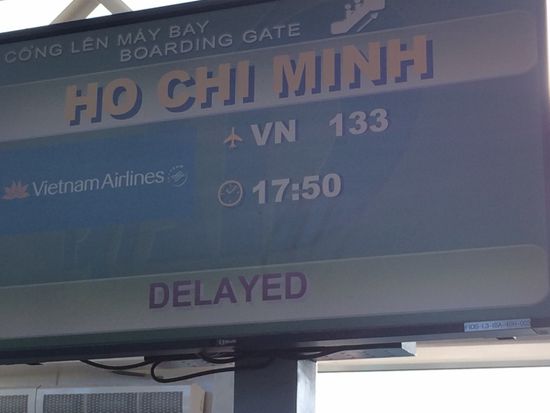 CỔNG LÊN MÁY BAY
BOARDING GATE
HO CHI MINH
VN 133
Vietnam Airlines
17:50
DELAYED